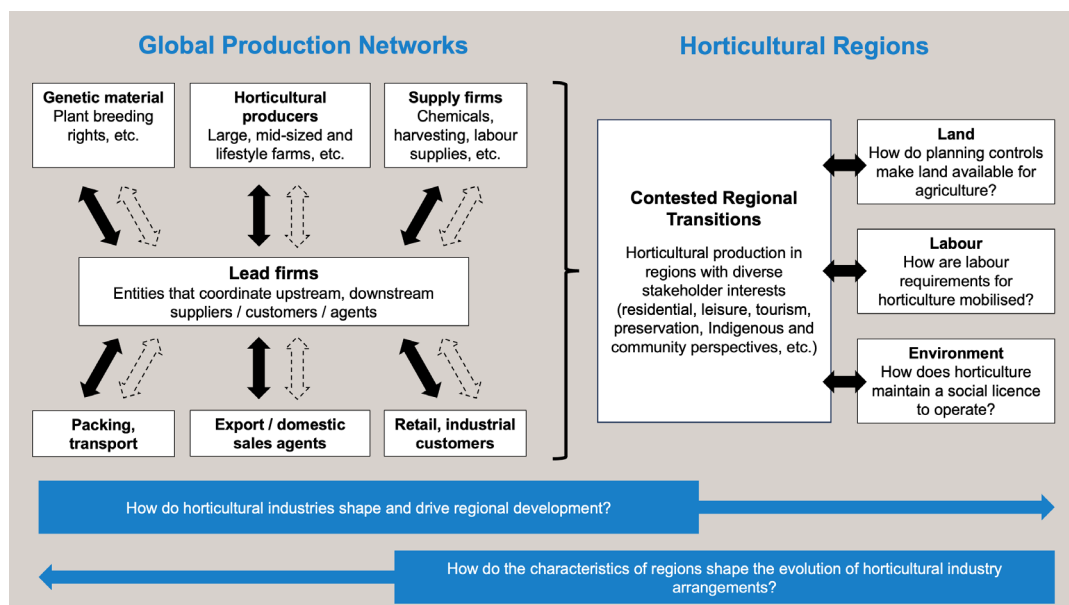 Global Production Networks
Horticultural Regions
Genetic material
Plant breeding
rights, etc.
Horticultural
producers
Large, mid-sized and
lifestyle farms, etc.
Supply firms
Chemicals,
harvesting, labour
supplies, etc.
Lead firms
Entities that coordinate upstream, downstream
suppliers / customers / agents
Packing,
transport
Export / domestic
sales agents
Retail, industrial
customers
Contested Regional
Transitions
Horticultural production in
regions with diverse
stakeholder interests
(residential, leisure, tourism,
preservation, Indigenous and
community perspectives, etc.)
Land
How do planning controls
make land available for
agriculture?
Labour
How are labour
requirements for
horticulture mobilised?
Environment
How does horticulture
maintain a social licence
to operate?
How do horticultural industries shape and drive regional development?
How do the characteristics of regions shape the evolution of horticultural industry
arrangements?